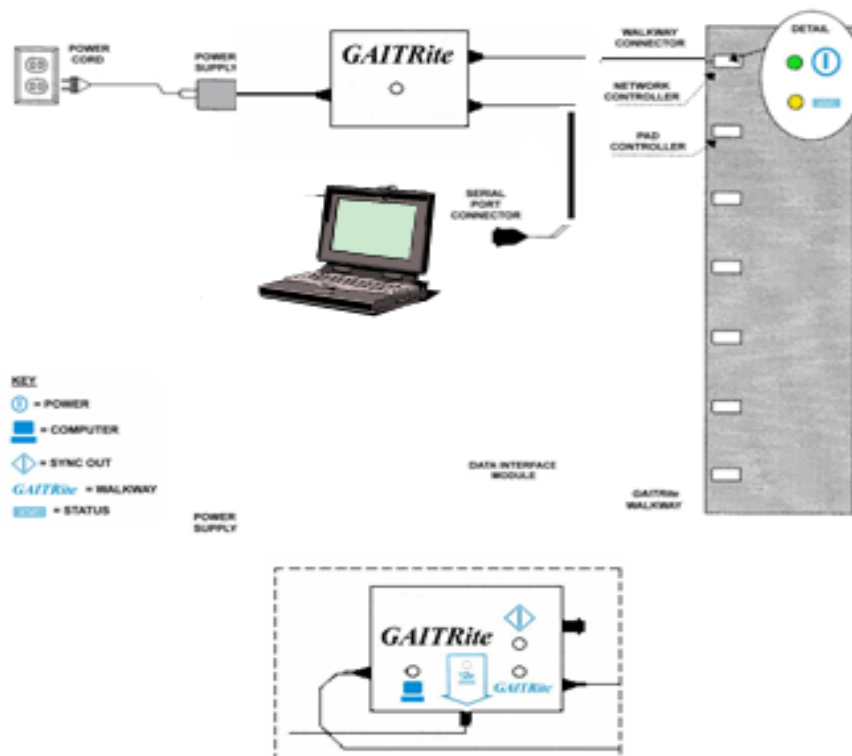 POWER
CORD
POWER
SUPPLY
GAITRite
WALKWAY
CONNECTOR
DETAIL
NETWORK
CONTROLLER
PAD
CONTROLLER
SERIAL
PORT
CONNECTOR
KEY
= POWER
= COMPUTER
= SYNC OUT
GAITRite = WALKWAY
= STATUS
DATA INTERFACE
MODULE
GAITRite
WALKWAY
POWER
SUPPLY
GAITRite
GAITRite